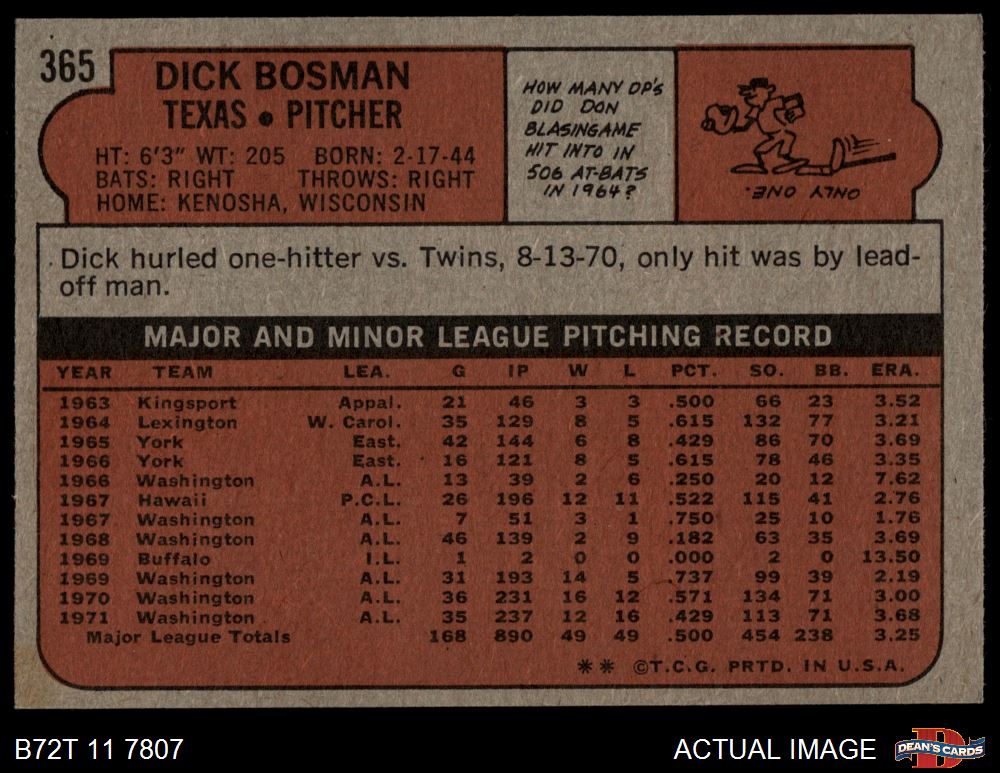 365
DICK BOSMAN
TEXAS • PITCHER
HT: 6'3" WT: 205 BORN: 2-17-44
BATS: RIGHT THROWS: RIGHT
HOME: KENOSHA, WISCONSIN
HOW MANY DP'S
DID DON
BLASINGAME
HIT INTO IN
506 AT-BATS
IN 1964?
ONLY ONE.
Dick hurled one-hitter vs. Twins, 8-13-70, only hit was by lead-
off man.
MAJOR AND MINOR LEAGUE PITCHING RECORD
YEAR TEAM LEA. G IP W L PCT. SO. BB. ERA.
1963 Kingsport Appal. 21 46 3 3 .500 66 23 3.52
1964 Lexington W. Carol. 35 129 8 5 .615 132 77 3.21
1965 York East. 42 144 6 8 .429 86 70 3.69
1966 York East. 16 121 8 5 .615 78 46 3.35
1966 Washington A.L. 13 39 2 6 .250 20 12 7.62
1967 Hawaii P.C.L. 26 196 12 11 .522 115 41 2.76
1967 Washington A.L. 7 51 3 1 .750 25 10 1.76
1968 Washington A.L. 46 139 2 9 .182 63 35 3.69
1969 Buffalo I.L. 1 2 0 0 .000 2 0 13.50
1969 Washington A.L. 31 193 14 5 .737 99 39 2.19
1970 Washington A.L. 36 231 16 12 .571 134 71 3.00
1971 Washington A.L. 35 237 12 16 .429 113 71 3.68
Major League Totals 168 890 49 49 .500 454 238 3.25
** ©T.C.G. PRTD. IN U.S.A.
B72T 11 7807
ACTUAL IMAGE
D
DEAN'S CARDS